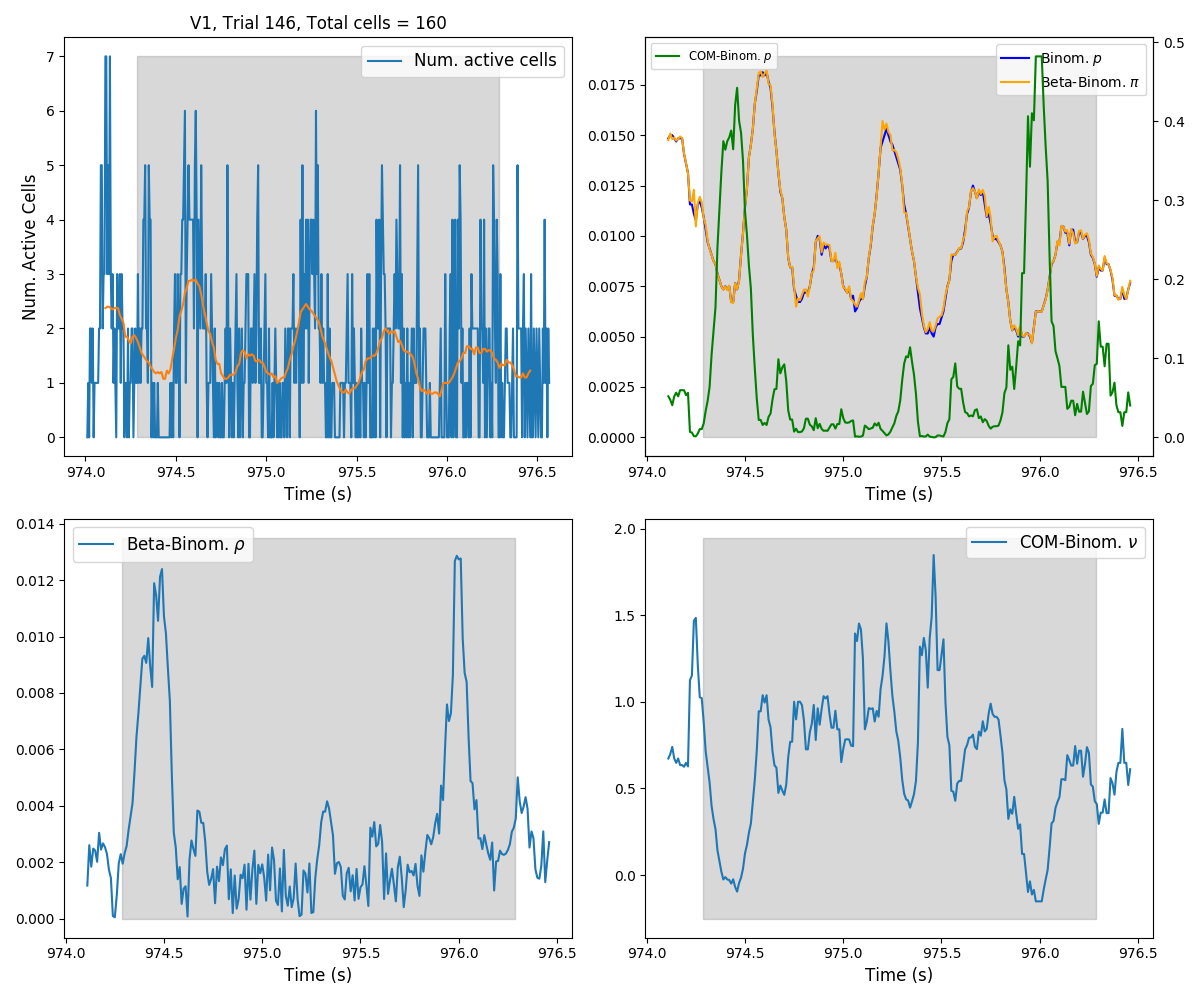 V1, Trial 146, Total cells = 160
Num. active cells
Num. Active Cells
7
6
5
4
3
2
1
0
974.0 974.5 975.0 975.5 976.0 976.5
Time (s)
COM-Binom. p
Binom. p
Beta-Binom. π
0.0175
0.0150
0.0125
0.0100
0.0075
0.0050
0.0025
0.0000
0.5
0.4
0.3
0.2
0.1
0.0
974.0 974.5 975.0 975.5 976.0 976.5
Time (s)
Beta-Binom. ρ
0.014
0.012
0.010
0.008
0.006
0.004
0.002
0.000
974.0 974.5 975.0 975.5 976.0 976.5
Time (s)
COM-Binom. ν
2.0
1.5
1.0
0.5
0.0
974.0 974.5 975.0 975.5 976.0 976.5
Time (s)